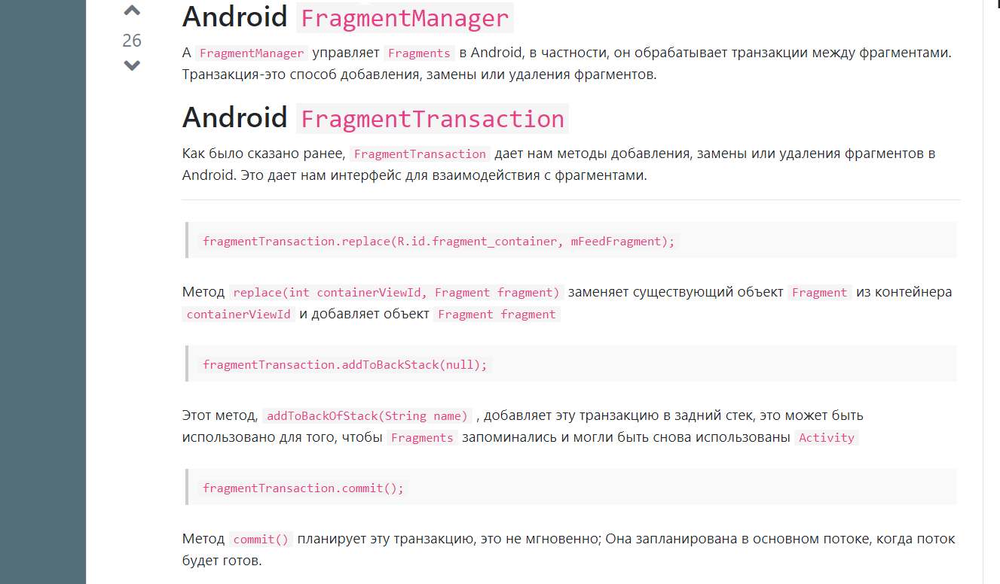 26
Android FragmentManager
А FragmentManager управляет Fragments в Android, в частности, он обрабатывает транзакции между фрагментами.
Транзакция-это способ добавления, замены или удаления фрагментов.
Android FragmentTransaction
Как было сказано ранее, FragmentTransaction дает нам методы добавления, замены или удаления фрагментов в
Android. Это дает нам интерфейс для взаимодействия с фрагментами.
fragmentTransaction.replace(R.id.fragment_container, mFeedFragment);
Метод replace(int containerViewId, Fragment fragment) заменяет существующий объект Fragment из контейнера
containerViewId и добавляет объект Fragment fragment
fragmentTransaction.addToBackStack(null);
Этот метод, addToBackOfStack(String name) , добавляет эту транзакцию в задний стек, это может быть
использовано для того, чтобы Fragments запоминались и могли быть снова использованы Activity
fragmentTransaction.commit();
Метод commit() планирует эту транзакцию, это не мгновенно; Она запланирована в основном потоке, когда поток
будет готов.